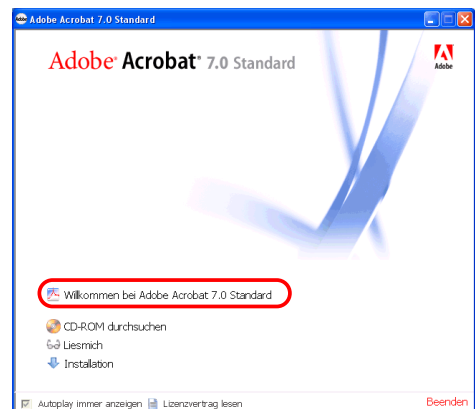 Adobe Adobe Acrobat 7.0 Standard
Adobe® Acrobat® 7.0 Standard
Adobe
Willkommen bei Adobe Acrobat 7.0 Standard
CD-ROM durchsuchen
Liesmich
Installation
Autoplay immer anzeigen Lizenzvertrag lesen Beenden